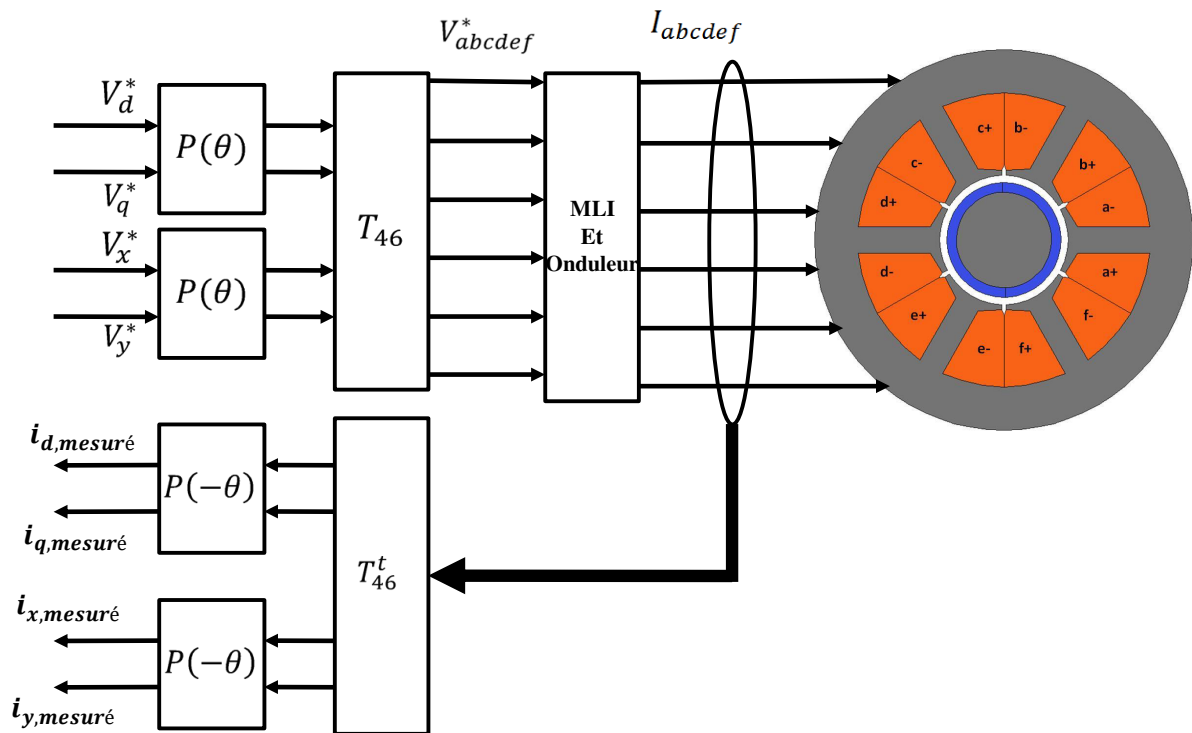 V*abcdef
Iabcdef
V*d
P(θ)
V*q
V*x
P(θ)
V*y
T46
MLI
Et
Onduleur
c+ b-
c- b+
d+ a-
d- a+
e+ f-
e- f+
id,mesuré
P(−θ)
iq,mesuré
ix,mesuré
P(−θ)
iy,mesuré
Tt46